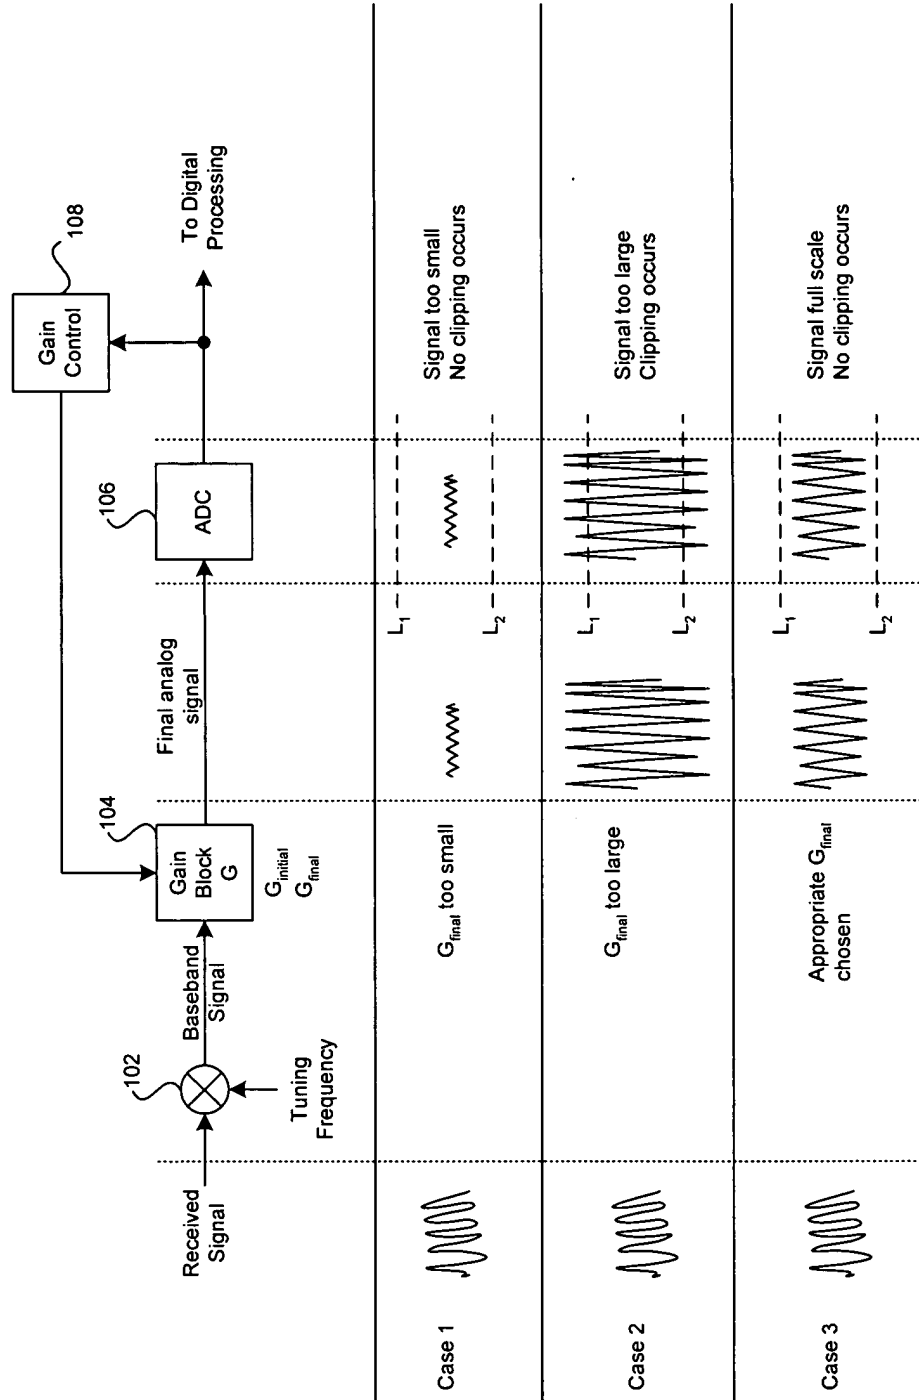 108
Gain
Control
To Digital
Processing
106
ADC
Final analog
signal
104
Gain
Block
G
G_initial
G_final
Baseband
Signal
102
Tuning
Frequency
Received
Signal
Case 1
G_final too small
L₁
L₂
Signal too small
No clipping occurs
Case 2
G_final too large
L₁
L₂
Signal too large
Clipping occurs
Case 3
Appropriate G_final
chosen
L₁
L₂
Signal full scale
No clipping occurs